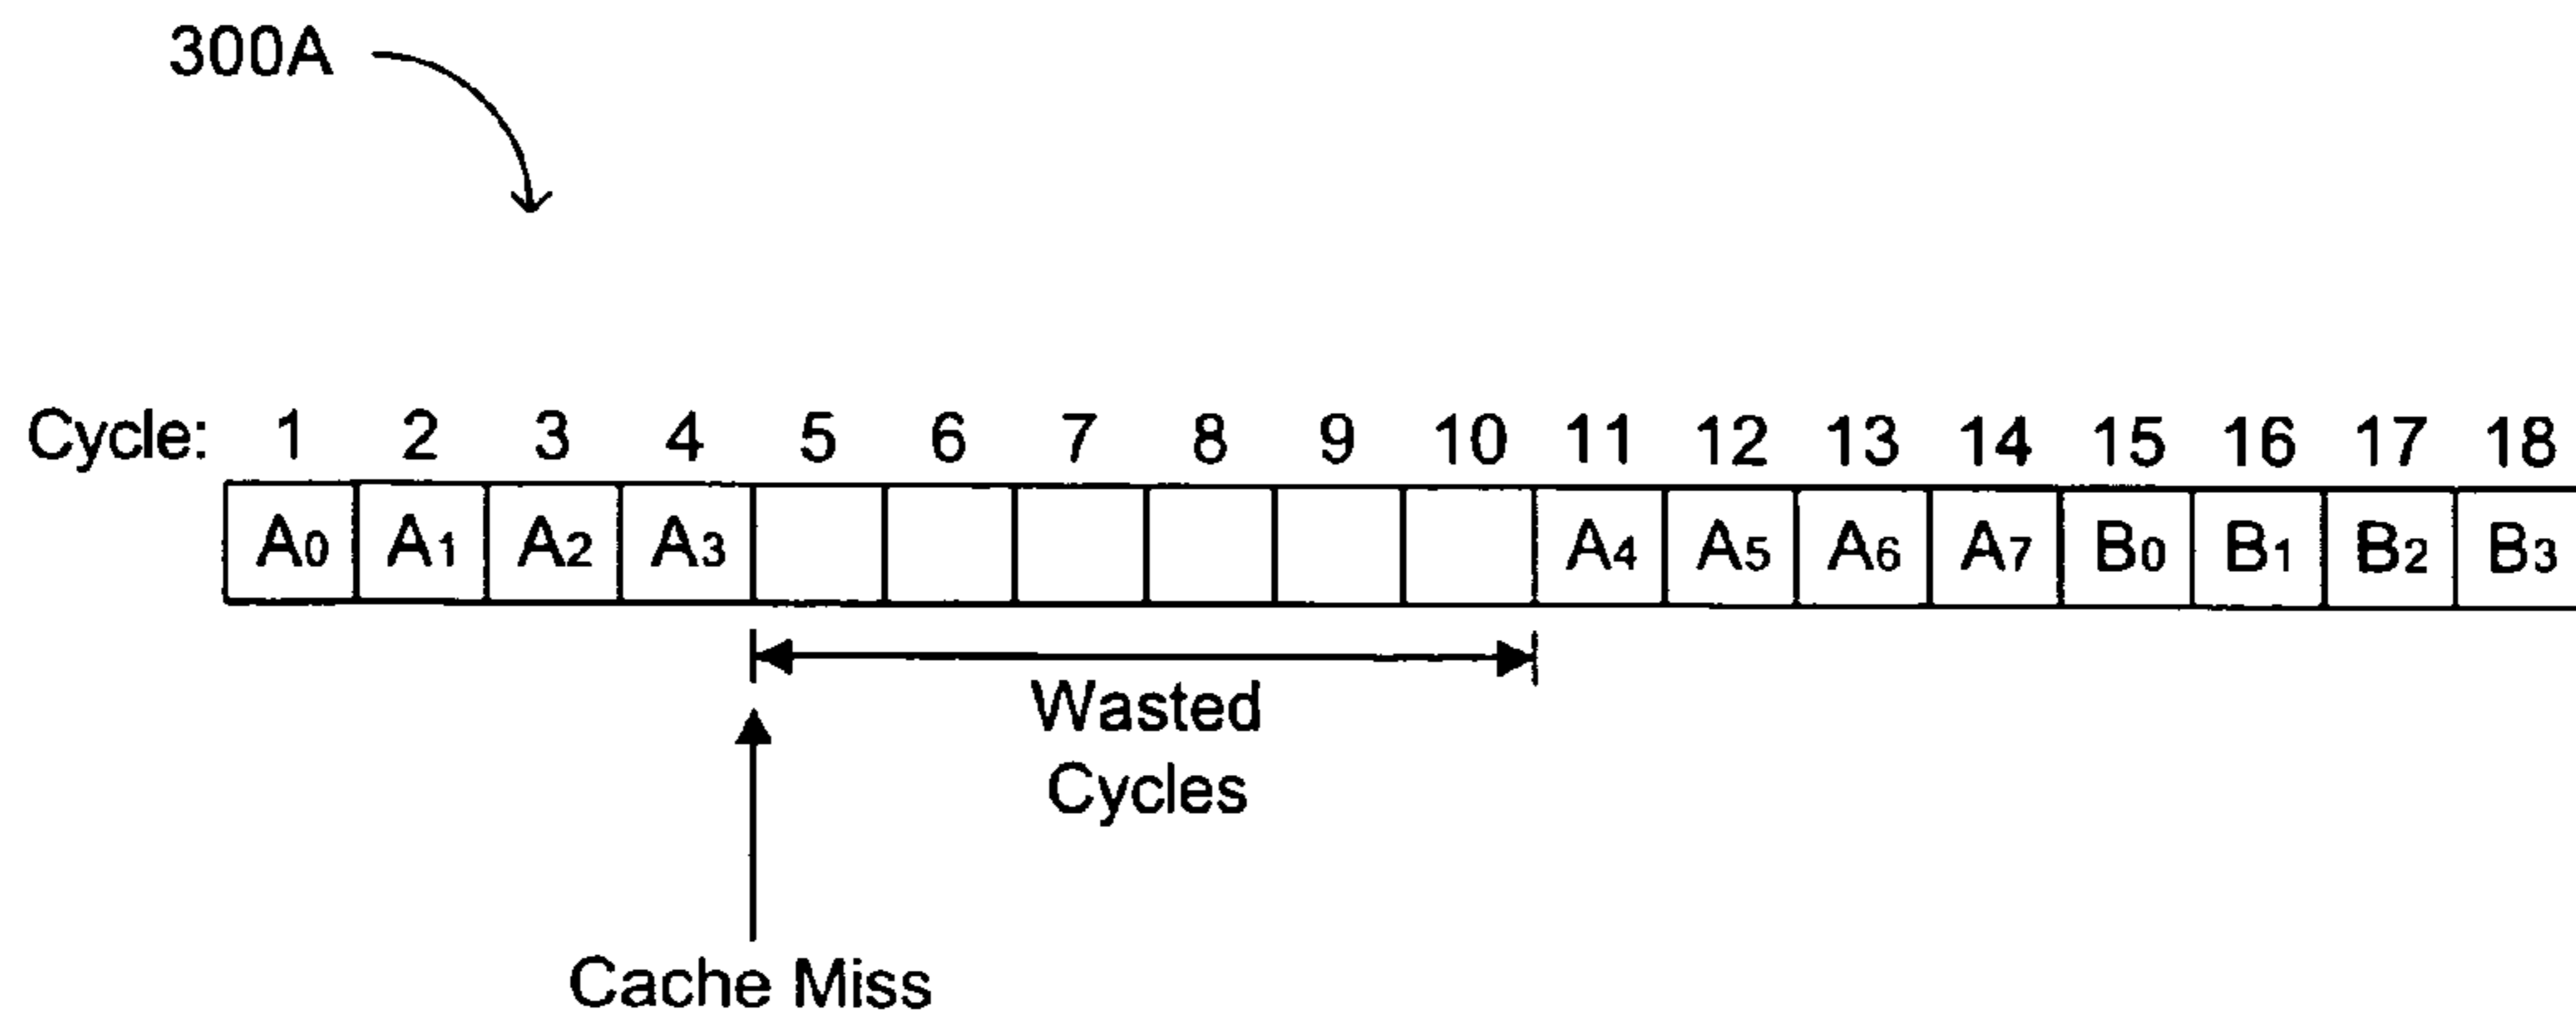 300A
Cycle: 1 2 3 4 5 6 7 8 9 10 11 12 13 14 15 16 17 18
A0 A1 A2 A3 A4 A5 A6 A7 B0 B1 B2 B3
Wasted
Cycles
Cache Miss